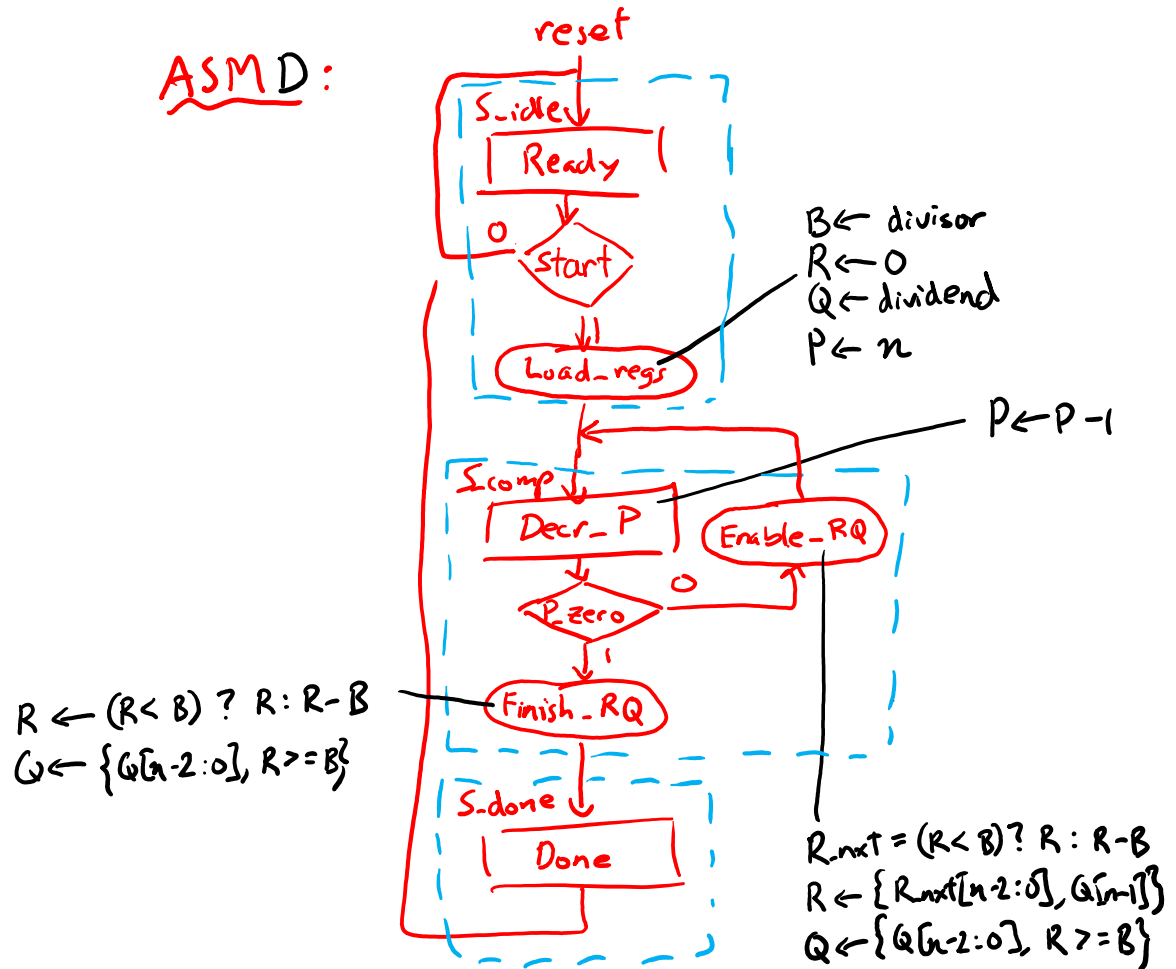 reset
ASMD:
S_idle
Ready
0
start
1
Load_regs
B ← divisor
R ← 0
Q ← dividend
P ← n
P ← P - 1
S_comp
Decr_P
Enable_RQ
0
P_zero
1
Finish_RQ
R ← (R < B) ? R : R - B
Q ← {Q[n-2:0], R >= B}
S_done
Done
R_nxt = (R < B) ? R : R - B
R ← {R_nxt[n-2:0], Q[n-1]}
Q ← {Q[n-2:0], R >= B}